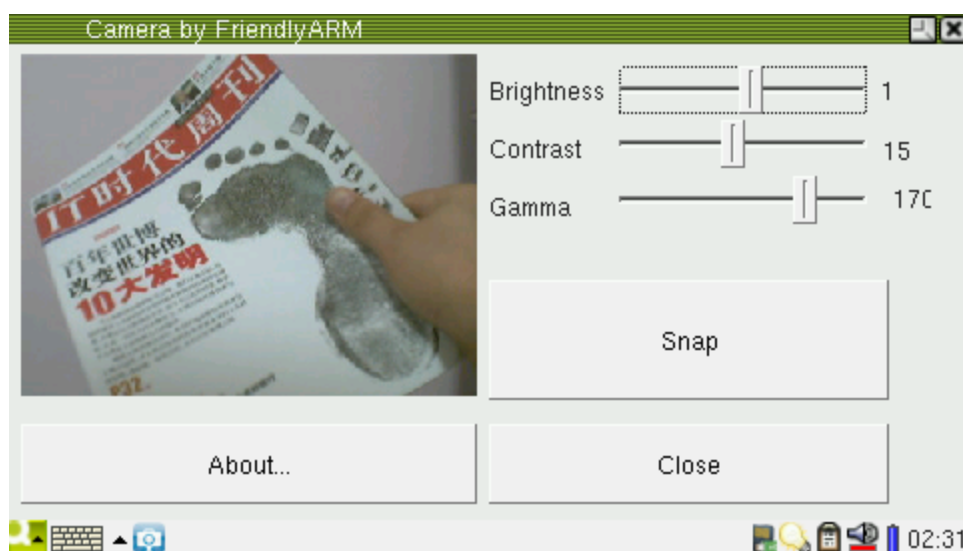 Camera by FriendlyARM
IT时代周刊
百年世博
改变世界的
10大发明
P32
Brightness
1
Contrast
15
Gamma
170
Snap
About...
Close
02:31